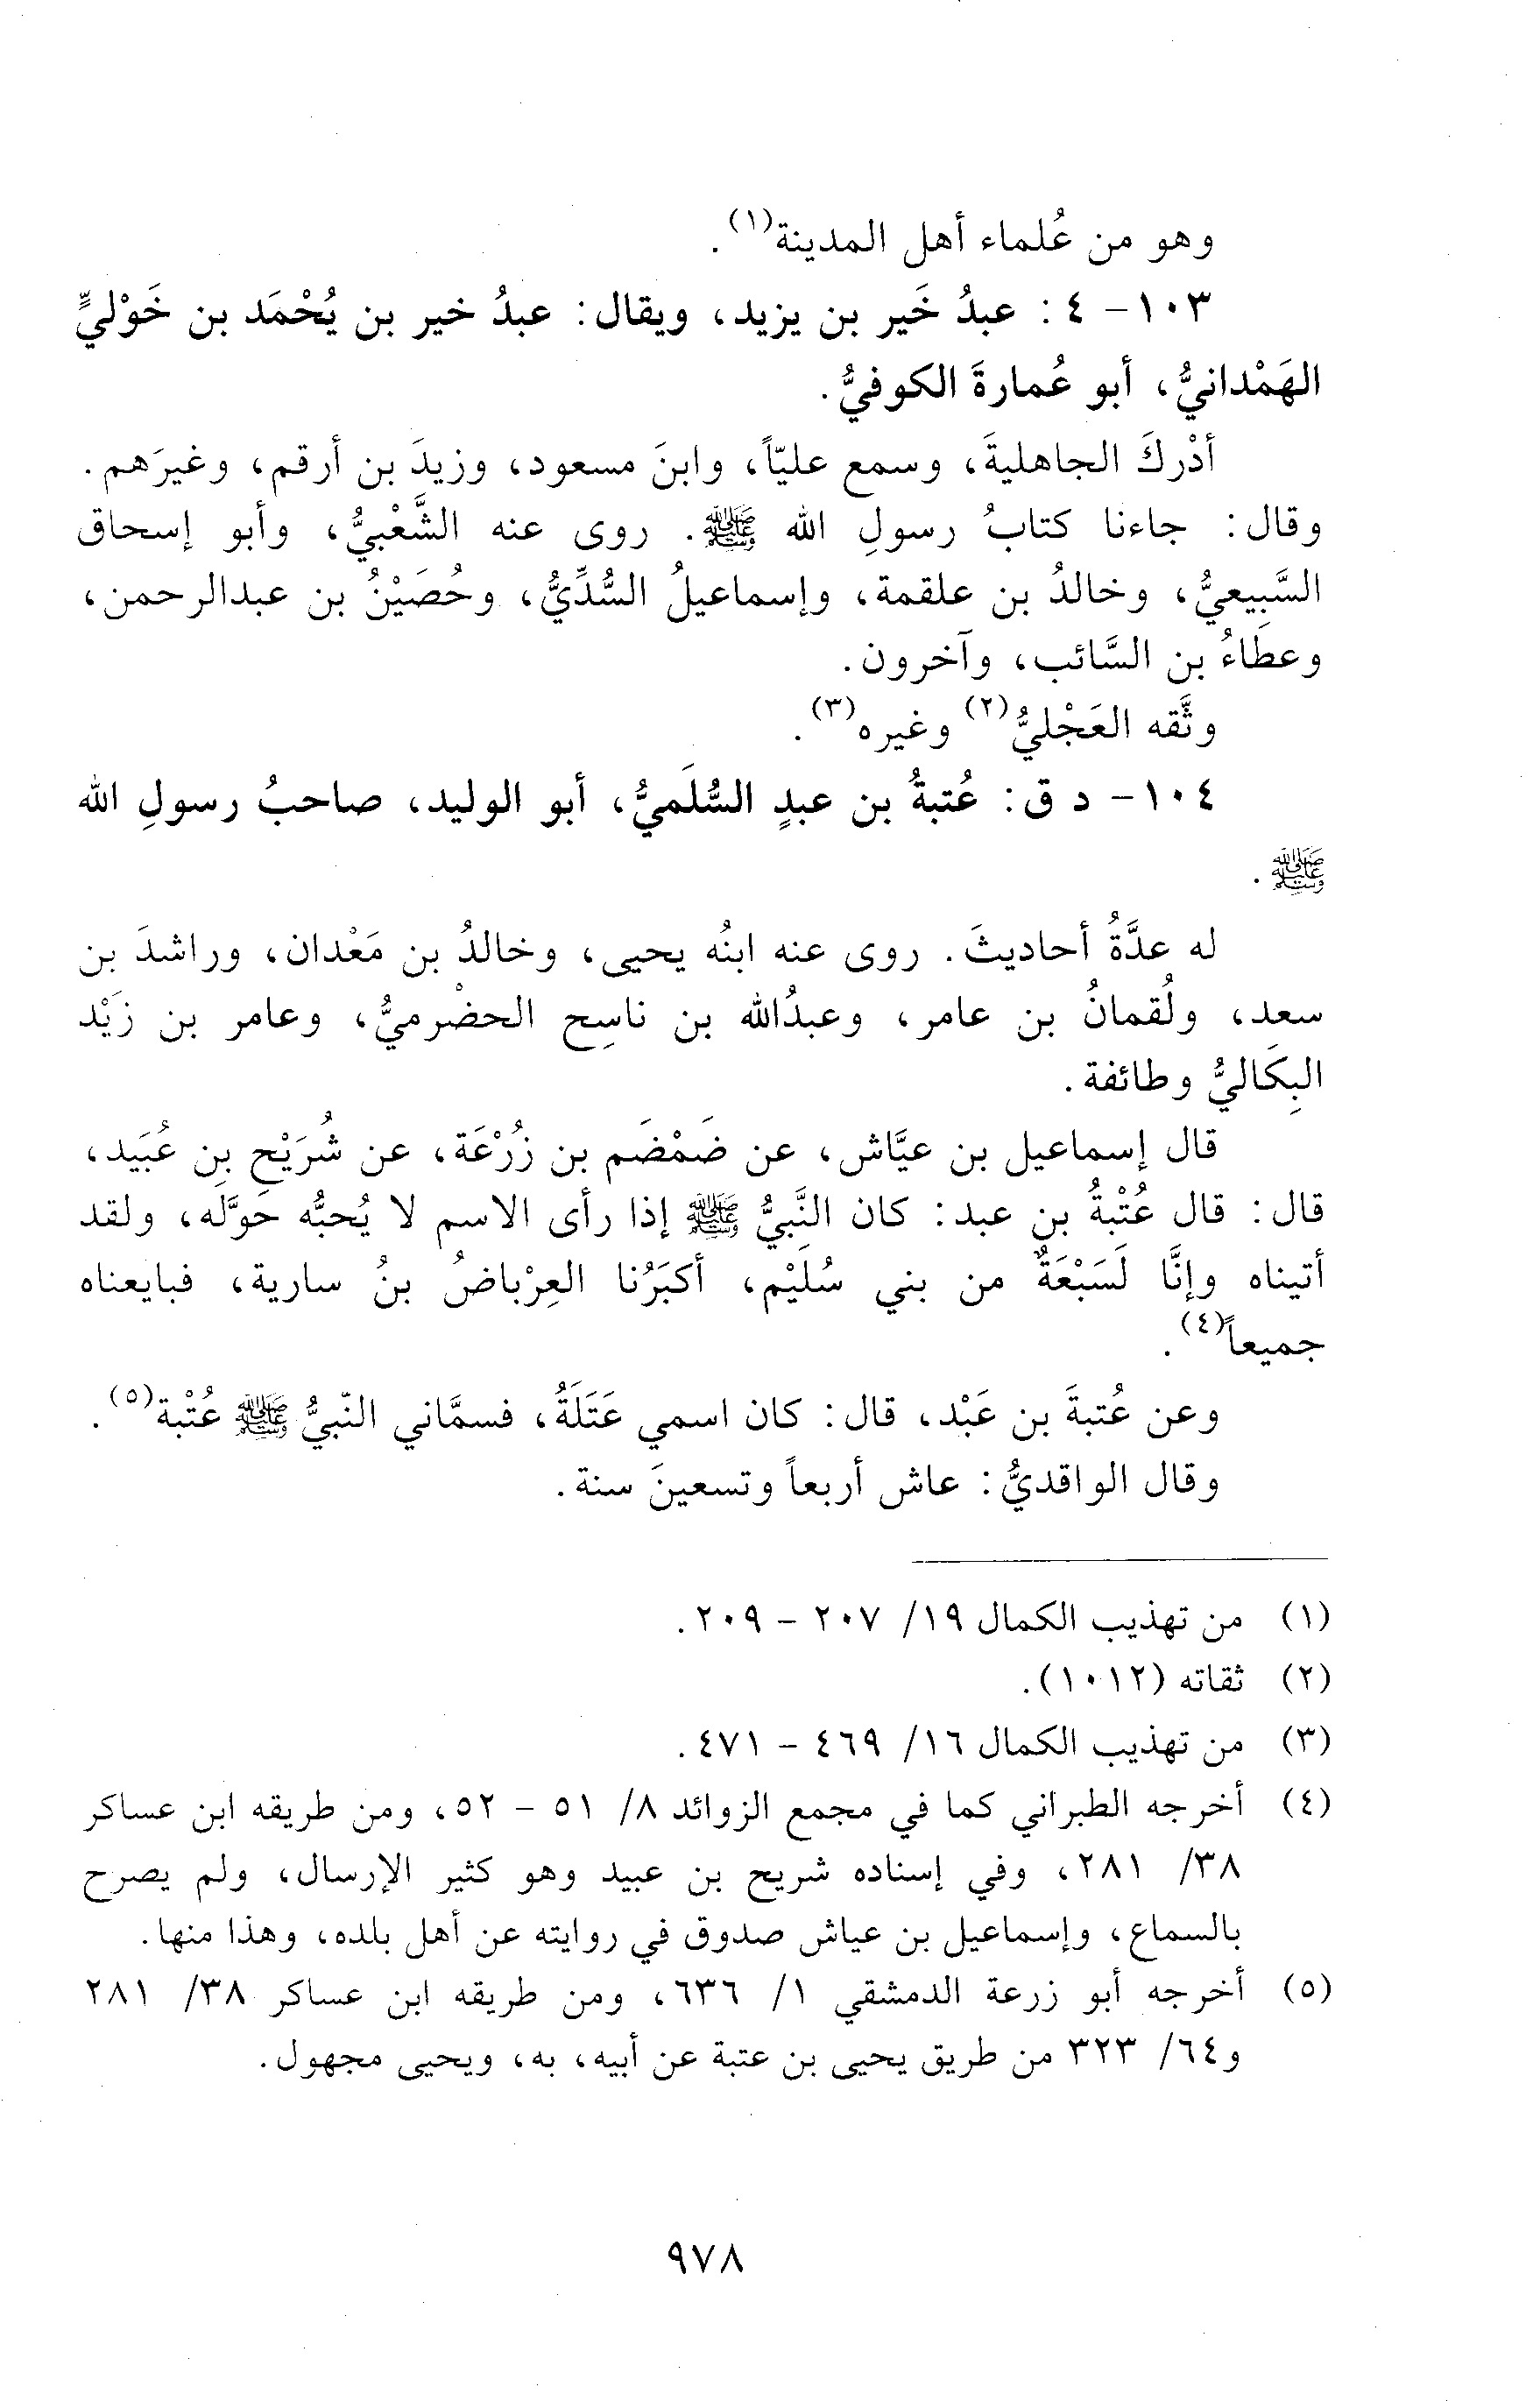 وهو من عُلماء أهل المدينة(١).
١٠٣- ٤ : عبدُ خَير بن يزيد، ويقال: عبدُ خير بن يُحْمَد بن خَوْليٍّ
الهَمْدانيُّ، أبو عُمارةَ الكوفيُّ.
أدْركَ الجاهليةَ، وسمع عليّاً، وابنَ مسعود، وزيدَ بن أرقم، وغيرَهم.
وقال: جاءنا كتابُ رسولِ الله ﷺ. روى عنه الشَّعْبيُّ، وأبو إسحاق
السَّبِيعيُّ، وخالدُ بن علقمة، وإسماعيلُ السُّدِّيُّ، وحُصَيْنُ بن عبدالرحمن،
وعطاءُ بن السَّائب، وآخرون.
وثَّقه العَجْليُّ(٢) وغيره(٣).
١٠٤- د ق: عُتبةُ بن عبدٍ السُّلَميُّ، أبو الوليد، صاحبُ رسولِ الله
ﷺ.
له عدَّةُ أحاديثَ. روى عنه ابنُه يحيى، وخالدُ بن مَعْدان، وراشدَ بن
سعد، ولُقمانُ بن عامر، وعبدُالله بن ناسِح الحضْرميُّ، وعامر بن زَيْد
البِكَاليُّ وطائفة.
قال إسماعيل بن عيَّاش، عن ضَمْضَم بن زُرْعَة، عن شُرَيْحِ بنِ عُبَيد،
قال: قال عُتْبةُ بن عبد: كان النَّبيُّ ﷺ إذا رأى الاسم لا يُحبُّه حَوَّله، ولقد
أتيناه وإنَّا لَسَبْعَةٌ من بني سُلَيْم، أكبَرُنا العِرْباضُ بنُ سارية، فبايعناه
جميعاً(٤).
وعن عُتبةَ بن عَبْد، قال: كان اسمي عَتَلَةُ، فسمَّاني النّبيُّ ﷺ عُتْبة(٥).
وقال الواقديُّ: عاش أربعاً وتسعينَ سنة.
(١) من تهذيب الكمال ١٩/ ٢٠٧ - ٢٠٩.
(٢) ثقاته (١٠١٢).
(٣) من تهذيب الكمال ١٦/ ٤٦٩ - ٤٧١.
(٤) أخرجه الطبراني كما في مجمع الزوائد ٨/ ٥١ - ٥٢، ومن طريقه ابن عساكر
٣٨/ ٢٨١، وفي إسناده شريح بن عبيد وهو كثير الإرسال، ولم يصرح
بالسماع، وإسماعيل بن عياش صدوق في روايته عن أهل بلده، وهذا منها.
(٥) أخرجه أبو زرعة الدمشقي ١/ ٦٣٦، ومن طريقه ابن عساكر ٣٨/ ٢٨١
و٦٤/ ٣٢٣ من طريق يحيى بن عتبة عن أبيه، به، ويحيى مجهول.
٩٧٨